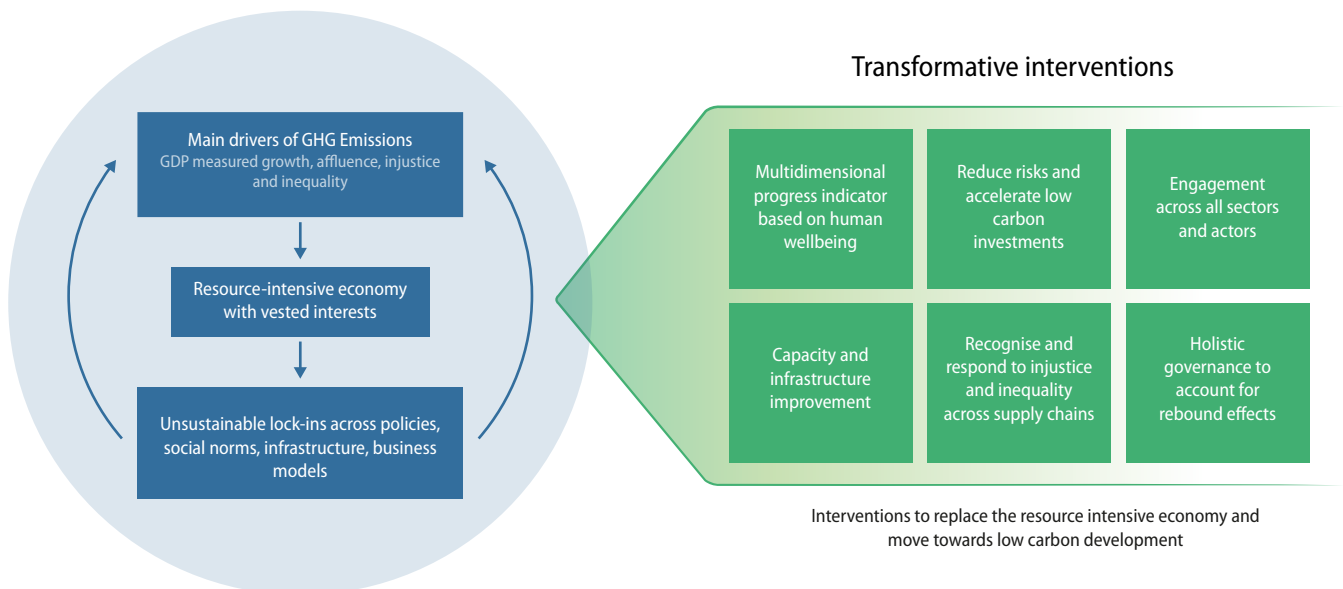 Transformative interventions
Main drivers of GHG Emissions
GDP measured growth, affluence, injustice
and inequality
Resource-intensive economy
with vested interests
Unsustainable lock-ins across policies,
social norms, infrastructure, business
models
Multidimensional
progress indicator
based on human
wellbeing
Reduce risks and
accelerate low
carbon
investments
Engagement
across all sectors
and actors
Capacity and
infrastructure
improvement
Recognise and
respond to injustice
and inequality
across supply chains
Holistic
governance to
account for
rebound effects
Interventions to replace the resource intensive economy and
move towards low carbon development